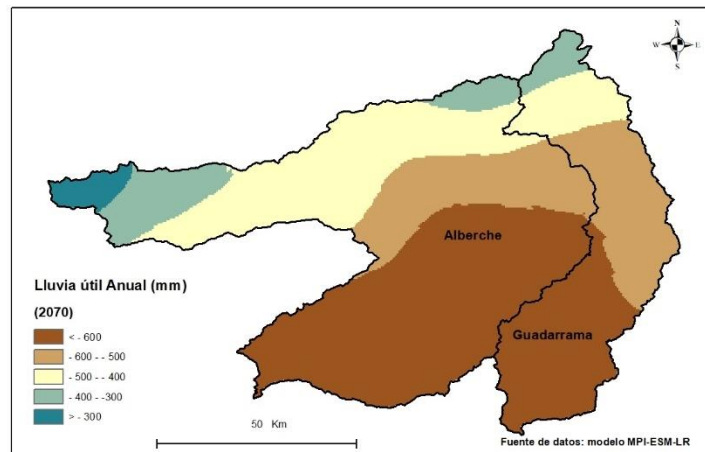 N
W E
S
Alberche
Lluvia útil Anual (mm)
(2070)
< - 600
- 600 - - 500
- 500 - - 400
- 400 - -300
> - 300
Guadarrama
50 Km
Fuente de datos: modelo MPI-ESM-LR